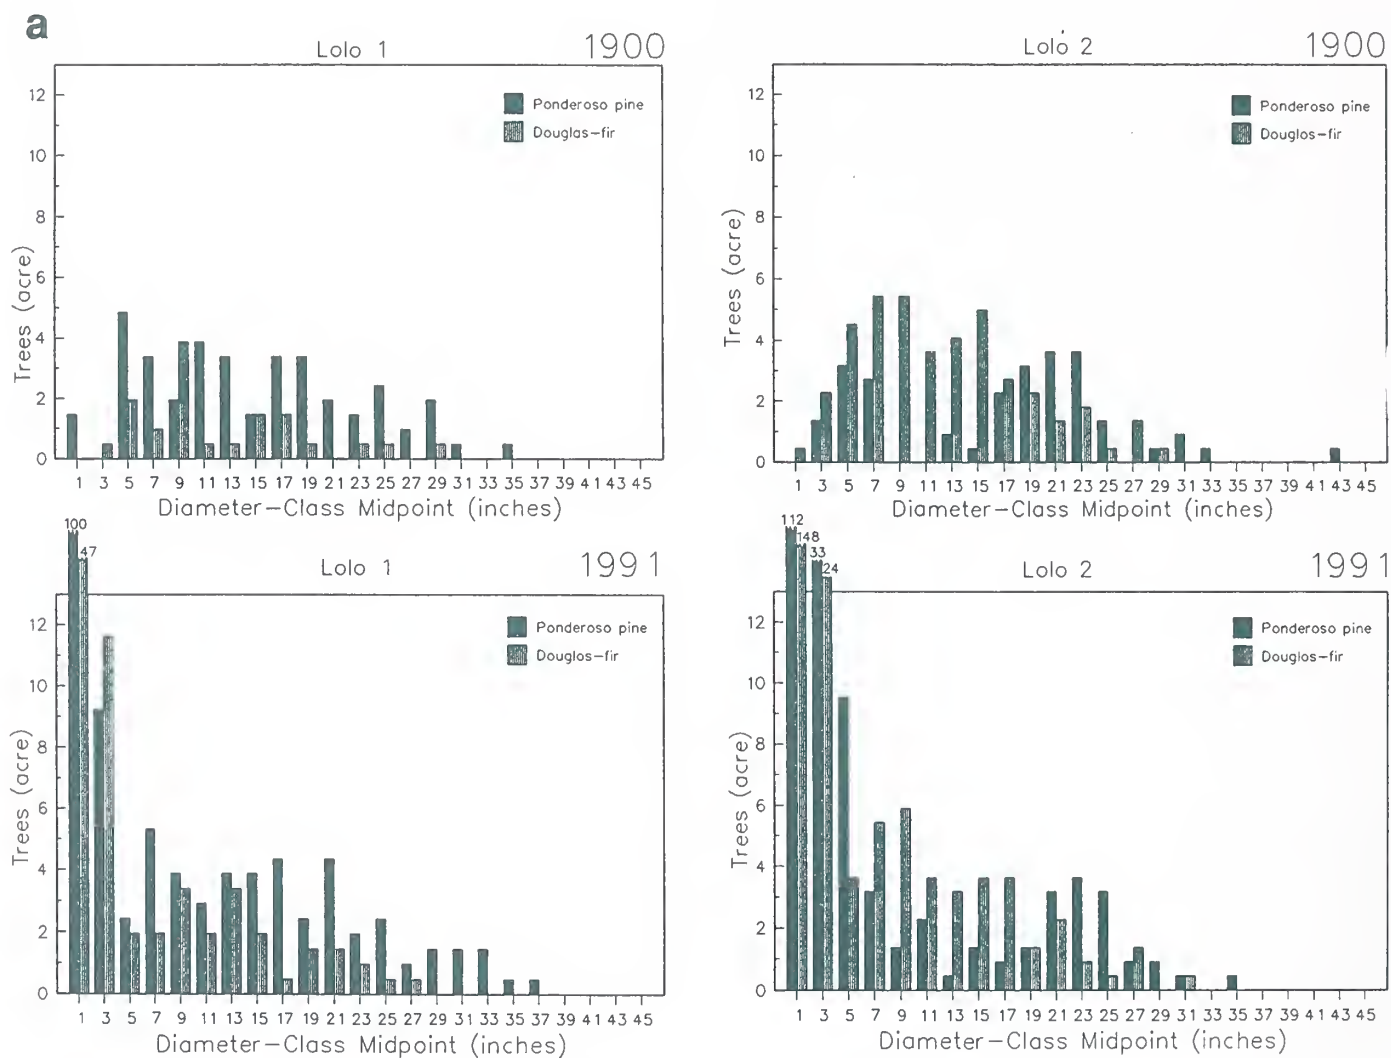 a
Lolo 1 1900
12
10
8
6
4
2
0
Trees (acre)
Ponderoso pine
Douglas-fir
1 3 5 7 9 11 13 15 17 19 21 23 25 27 29 31 33 35 37 39 41 43 45
Diameter-Class Midpoint (inches)
Lolo 2 1900
12
10
8
6
4
2
0
Trees (acre)
Ponderoso pine
Douglos-fir
1 3 5 7 9 11 13 15 17 19 21 23 25 27 29 31 33 35 37 39 41 43 45
Diameter-Class Midpoint (inches)
Lolo 1 1991
100
47
12
10
8
6
4
2
0
Trees (acre)
Ponderoso pine
Douglos-fir
1 3 5 7 9 11 13 15 17 19 21 23 25 27 29 31 33 35 37 39 41 43 45
Diameter-Class Midpoint (inches)
Lolo 2 1991
112
148
33
24
12
10
8
6
4
2
0
Trees (acre)
Ponderoso pine
Douglos-fir
1 3 5 7 9 11 13 15 17 19 21 23 25 27 29 31 33 35 37 39 41 43 45
Diameter-Class Midpoint (inches)